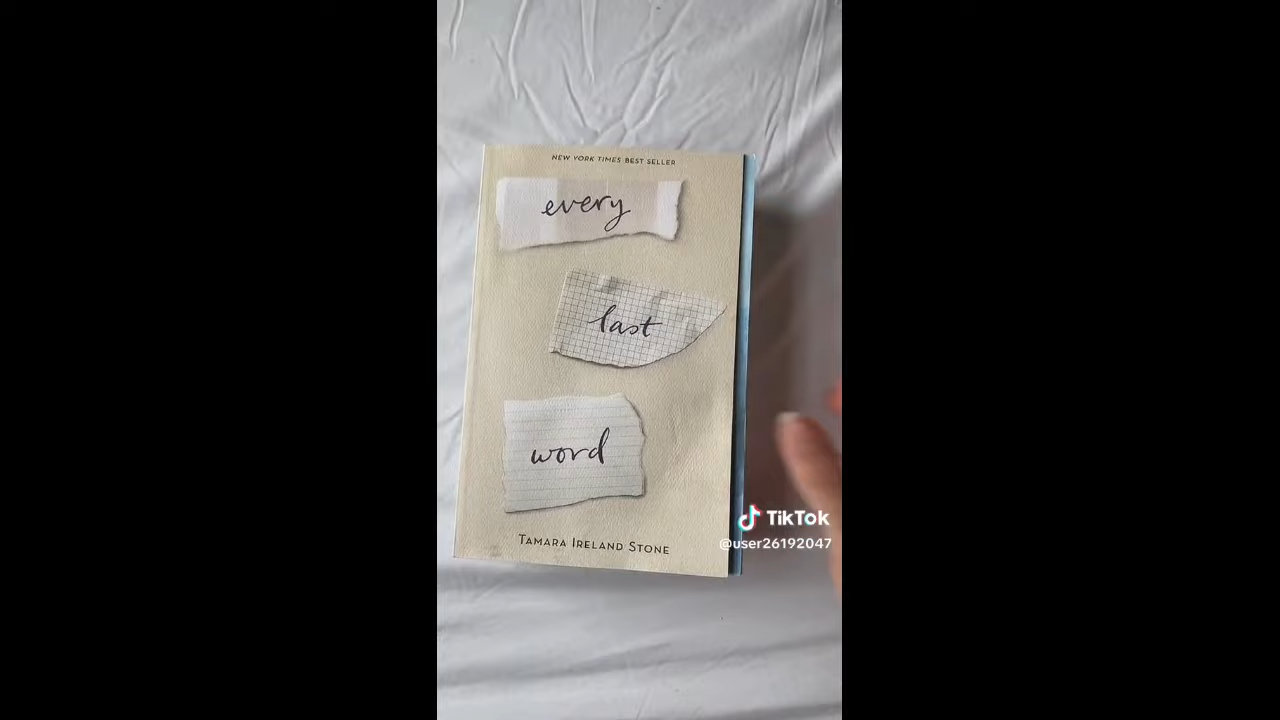 NEW YORK TIMES BEST SELLER
every
last
word
TAMARA IRELAND STONE
TikTok
@user26192047